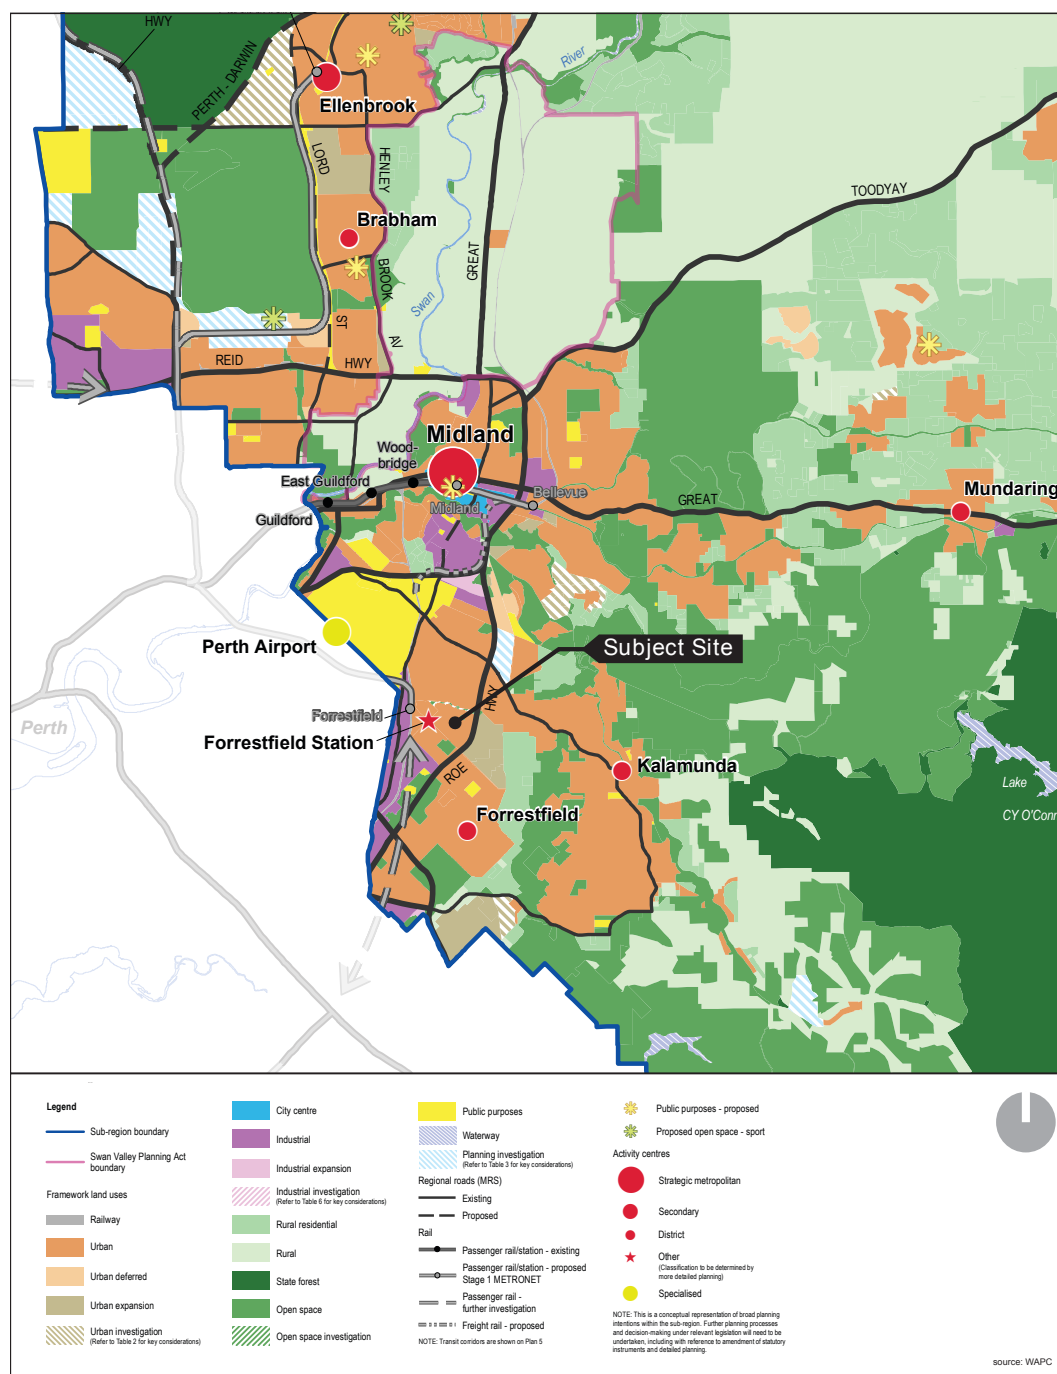 HWY
PERTH - DARWIN
Ellenbrook
LORD
HENLEY
River
TOODYAY
Brabham
GREAT
BROOK
Swan
ST
AV
REID
HWY
Midland
Wood-
bridge
East Guildford
Guildford
Midland
Bellevue
GREAT
Mundaring
Perth Airport
Subject Site
HWY
Perth
Forrestfield
Forrestfield Station
ROE
Kalamunda
Forrestfield
Lake
CY O'Conn
Legend
Sub-region boundary
Swan Valley Planning Act
boundary
Framework land uses
Railway
Urban
Urban deferred
Urban expansion
Urban investigation
(Refer to Table 2 for key considerations)
City centre
Industrial
Industrial expansion
Industrial investigation
(Refer to Table 6 for key considerations)
Rural residential
Rural
State forest
Open space
Open space investigation
Public purposes
Waterway
Planning investigation
(Refer to Table 3 for key considerations)
Regional roads (MRS)
Existing
Proposed
Rail
Passenger rail/station - existing
Passenger rail/station - proposed
Stage 1 METRONET
Passenger rail -
further investigation
Freight rail - proposed
NOTE: Transit corridors are shown on Plan 5
Public purposes - proposed
Proposed open space - sport
Activity centres
Strategic metropolitan
Secondary
District
Other
(Classification to be determined by
more detailed planning)
Specialised
NOTE: This is a conceptual representation of broad planning
intentions within the sub-region. Further planning processes
and decision-making under relevant legislation will need to be
undertaken, including with reference to amendment of statutory
instruments and detailed planning.
source: WAPC